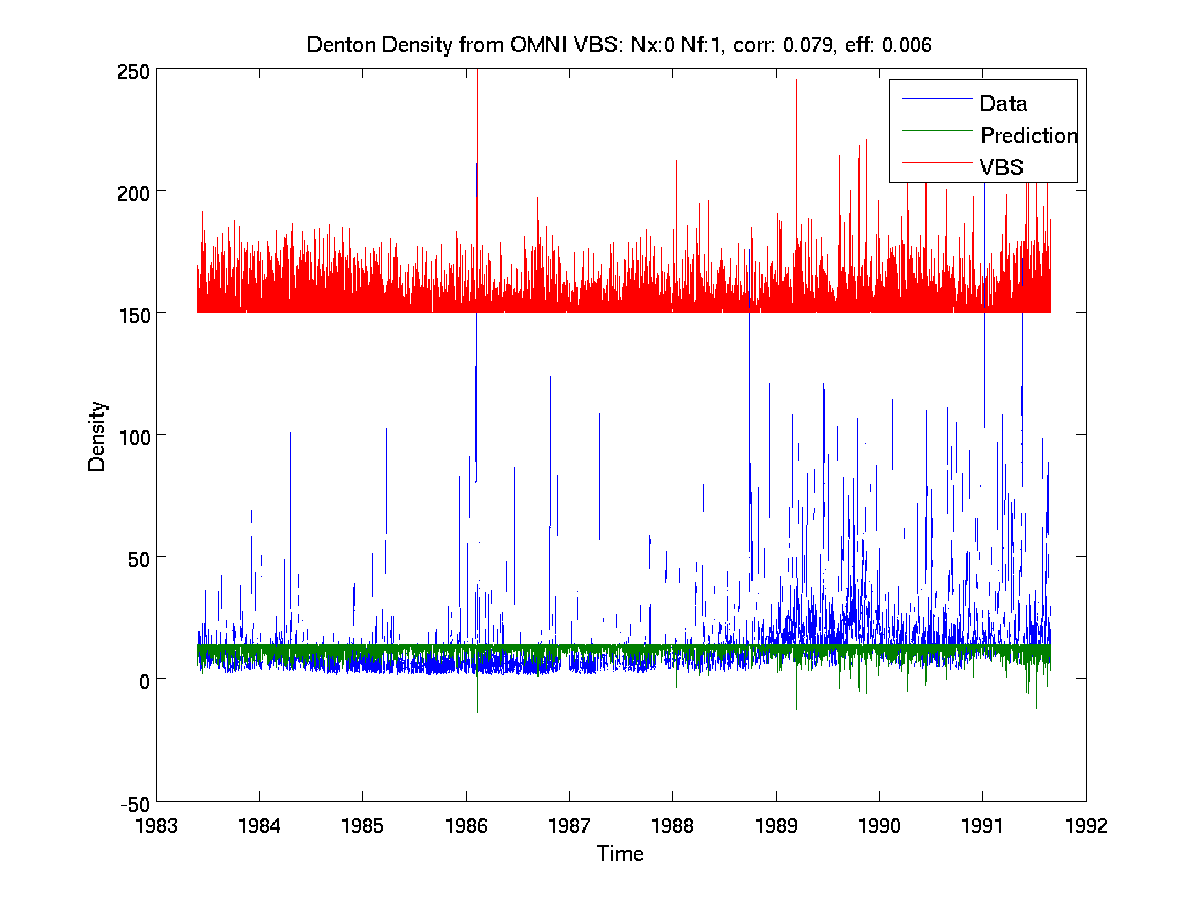 Denton Density from OMNI VBS: Nx:0 Nf:1, corr: 0.079, eff: 0.006
250
200
150
100
50
0
-50
Density
Data
Prediction
VBS
1983 1984 1985 1986 1987 1988 1989 1990 1991 1992
Time